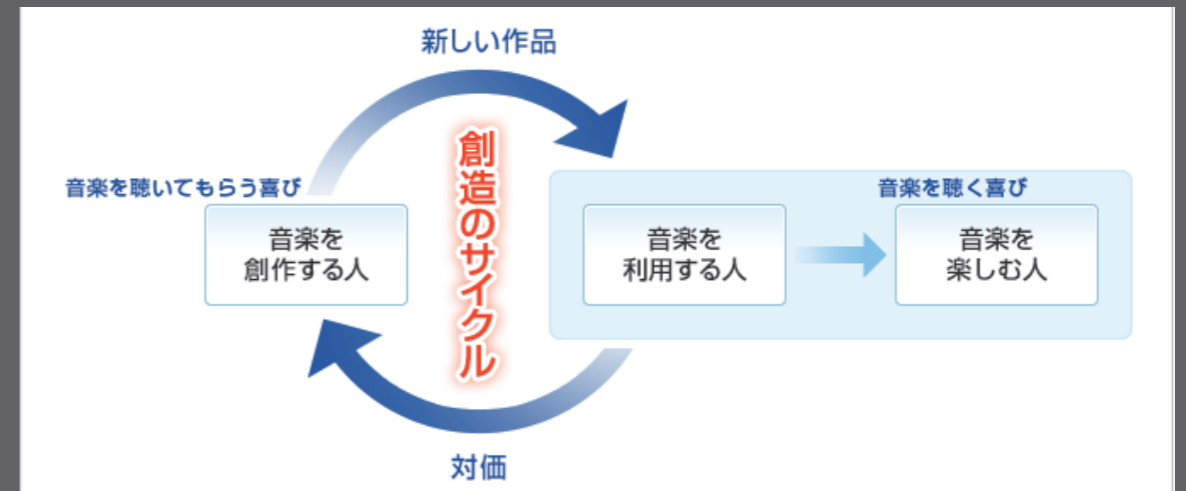 新しい作品
音楽を聴いてもらう喜び
音楽を
創作する人
創造のサイクル
音楽を聴く喜び
音楽を
利用する人
音楽を
楽しむ人
対価